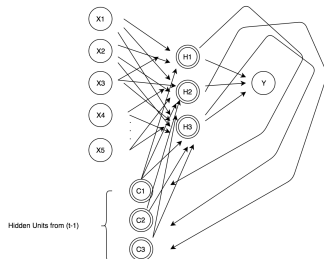 X1
X2
X3
X4
X5
H1
H2
H3
Y
C1
C2
C3
Hidden Units from (t-1)